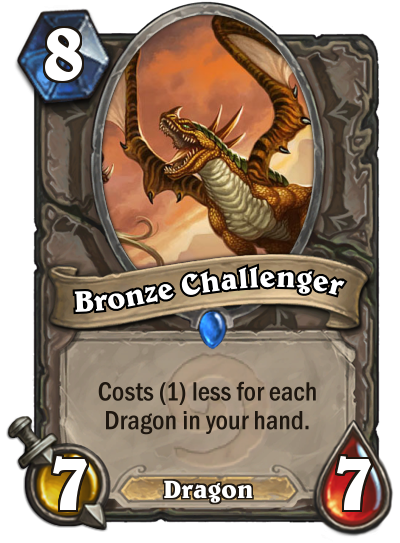 8
Bronze Challenger
Costs (1) less for each
Dragon in your hand.
7
Dragon
7